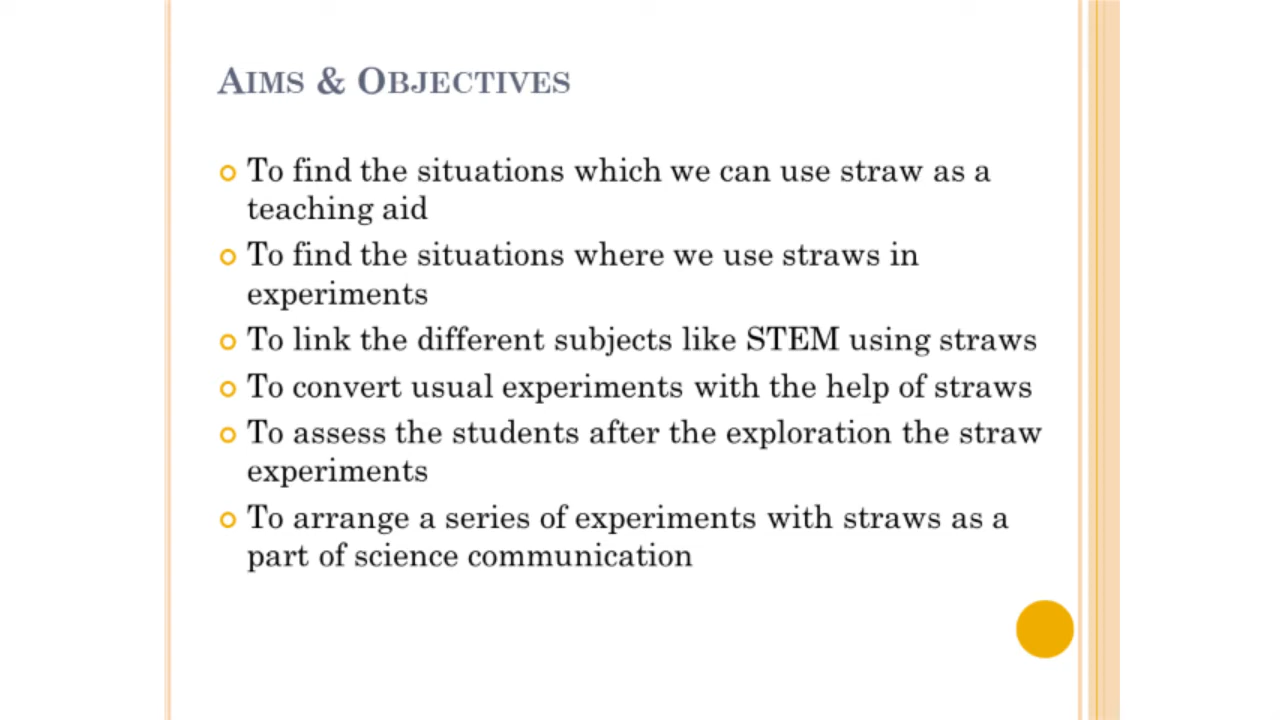 AIMS & OBJECTIVES
To find the situations which we can use straw as a
teaching aid
To find the situations where we use straws in
experiments
To link the different subjects like STEM using straws
To convert usual experiments with the help of straws
To assess the students after the exploration the straw
experiments
To arrange a series of experiments with straws as a
part of science communication